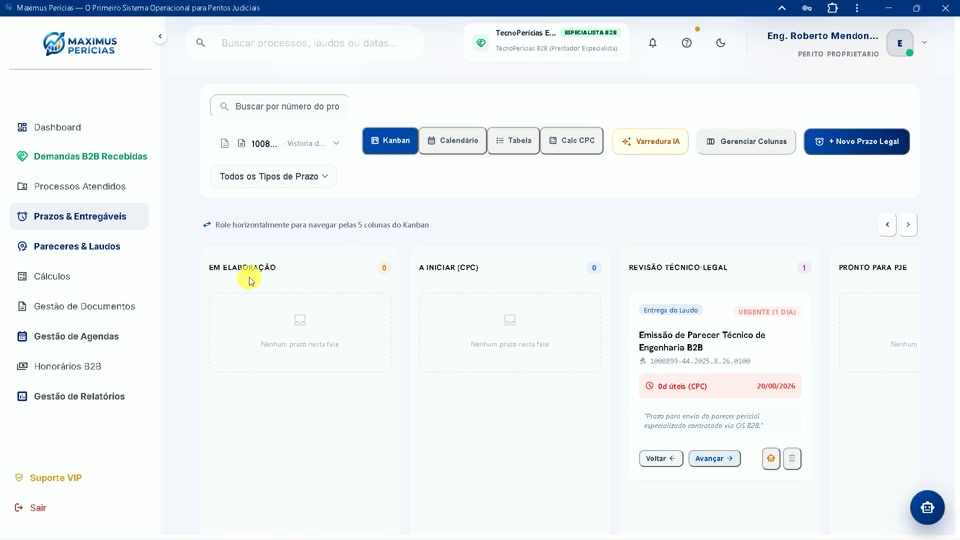 Maximus Perícias — O Primeiro Sistema Operacional para Peritos Judiciais
MAXIMUS
PERÍCIAS
Buscar processos, laudos ou datas...
TecnoPerícias E...
ESPECIALISTA B2B
TecnoPerícias B2B (Prestador Especialista)
Eng. Roberto Mendon...
PERITO PROPRIETARIO
E
Dashboard
Demandas B2B Recebidas
Processos Atendidos
Prazos & Entregáveis
Pareceres & Laudos
Cálculos
Gestão de Documentos
Gestão de Agendas
Honorários B2B
Gestão de Relatórios
Suporte VIP
Sair
Buscar por número do pro
1008... · Vistoria d...
Kanban
Calendário
Tabela
Calc CPC
Varredura IA
Gerenciar Colunas
+ Novo Prazo Legal
Todos os Tipos de Prazo
Role horizontalmente para navegar pelas 5 colunas do Kanban
EM ELABORAÇÃO
0
Nenhum prazo nesta fase
A INICIAR (CPC)
0
Nenhum prazo nesta fase
REVISÃO TÉCNICO-LEGAL
1
Entrega do Laudo
URGENTE (1 DIA)
Emissão de Parecer Técnico de
Engenharia B2B
1008899-44.2025.8.26.0100
0d úteis (CPC)
20/08/2026
"Prazo para envio do parecer pericial
especializado contratado via OS B2B."
Voltar ←
Avançar →
PRONTO PARA PJE
Nenhum